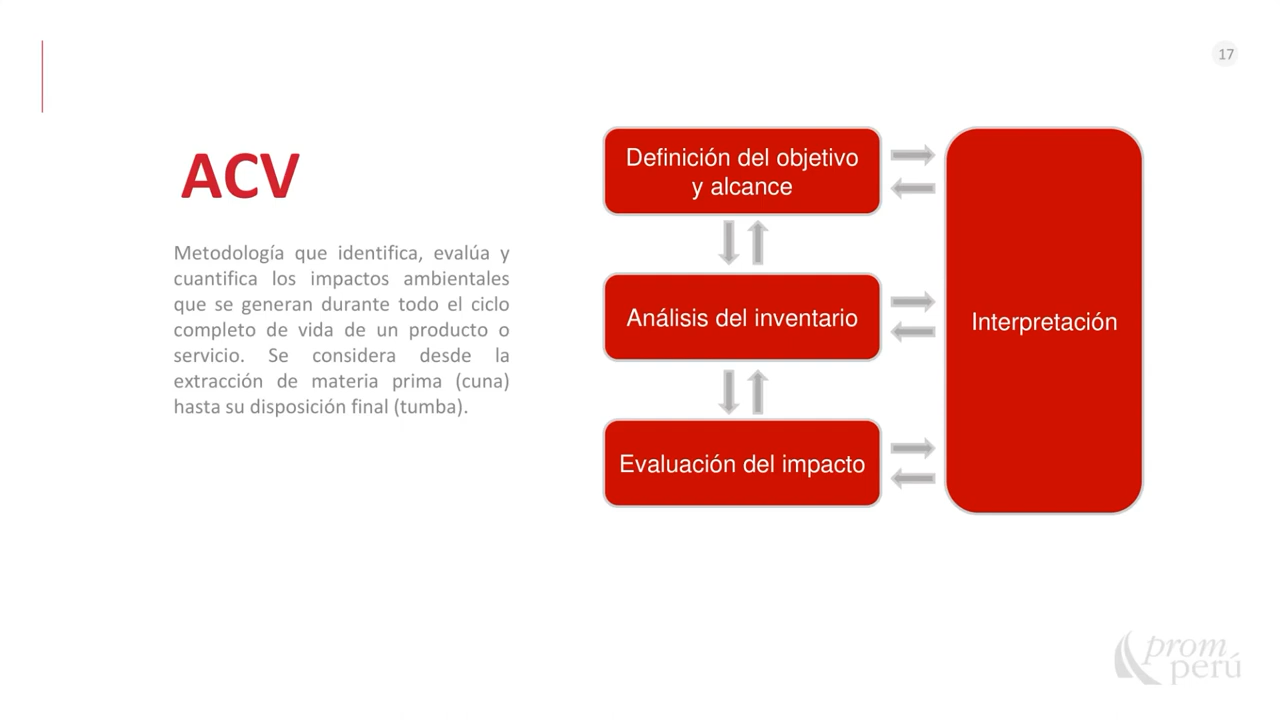 17
ACV
Metodología que identifica, evalúa y
cuantifica los impactos ambientales
que se generan durante todo el ciclo
completo de vida de un producto o
servicio. Se considera desde la
extracción de materia prima (cuna)
hasta su disposición final (tumba).
Definición del objetivo
y alcance
Análisis del inventario
Evaluación del impacto
Interpretación
prom
perú